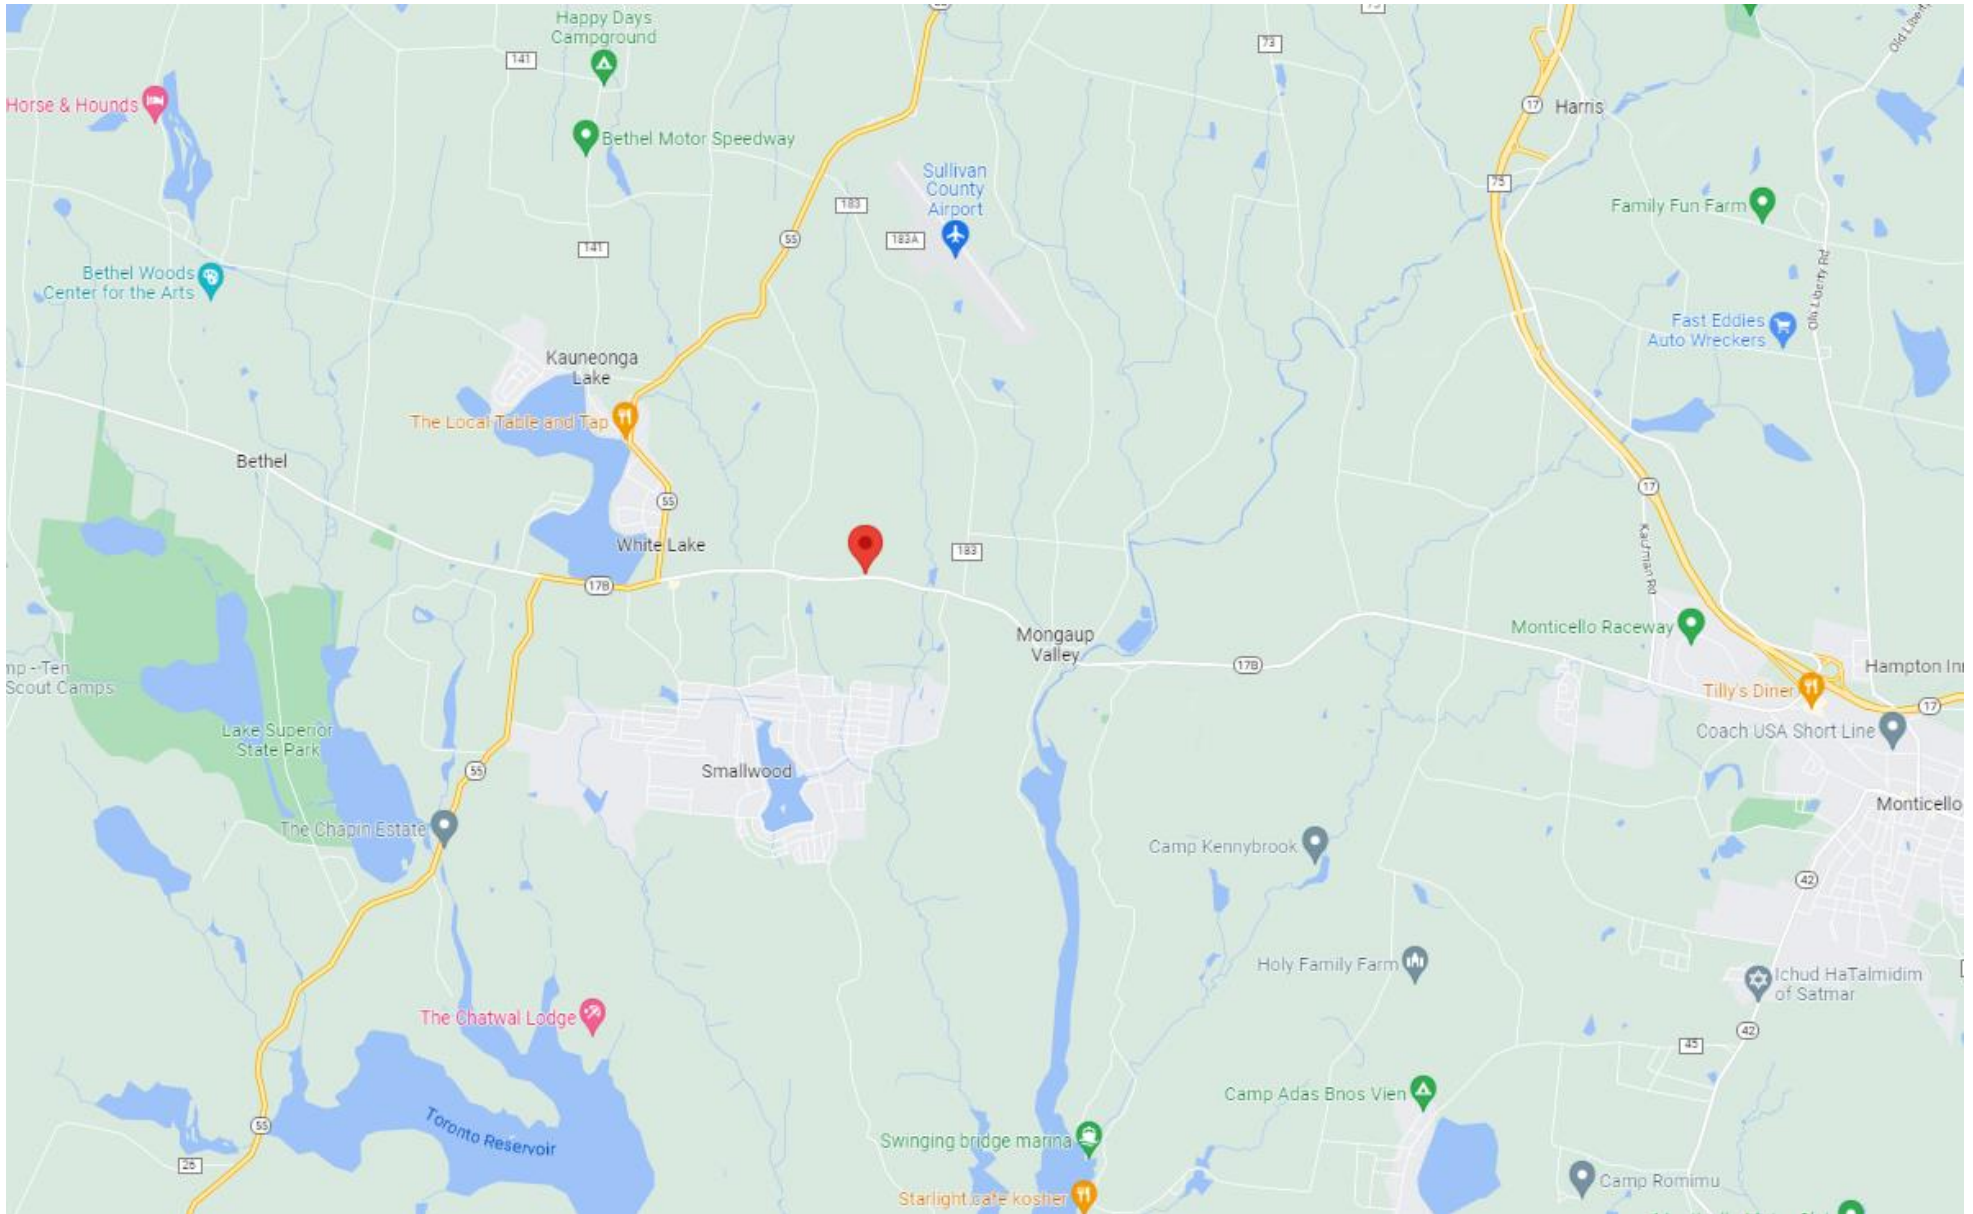 Happy Days
Campground
141
73
Old Liberty
Horse & Hounds
17
Harris
Bethel Motor Speedway
Sullivan
County
Airport
75
183
Family Fun Farm
55
183A
141
Bethel Woods
Center for the Arts
Old Liberty Rd
Fast Eddies
Auto Wreckers
Kauneonga
Lake
The Local Table and Tap
Bethel
55
17
White Lake
183
Kaufman Rd
17B
Monticello Raceway
Mongaup
Valley
17B
Ten
Scout Camps
Hampton
Tilly's Diner
17
Lake Superior
State Park
Coach USA Short Line
Smallwood
55
Monticello
The Chapin Estate
Camp Kennybrook
42
Holy Family Farm
Ichud HaTalmidim
of Satmar
The Chatwal Lodge
42
45
Camp Adas Bnos Vien
Toronto Reservoir
55
Swinging bridge marina
26
Camp Romimu
Starlight cafe kosher